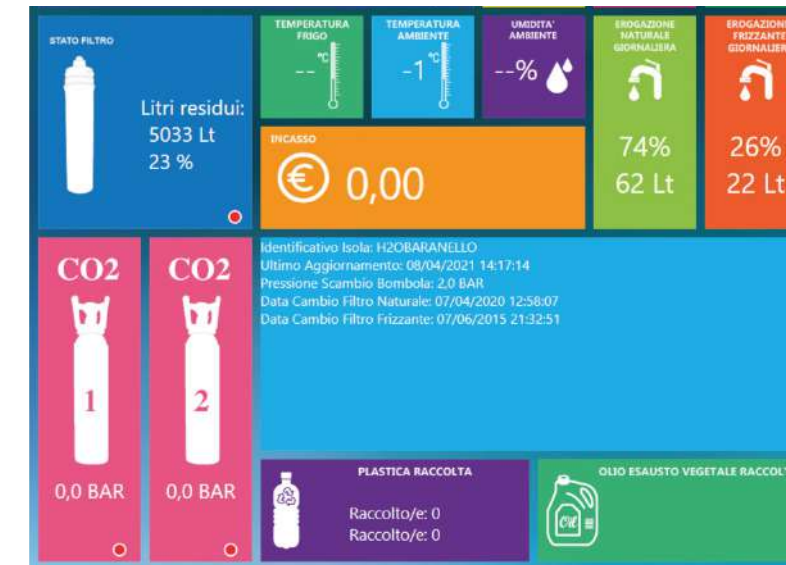 STATO FILTRO
Litri residui:
5033 Lt
23 %
TEMPERATURA
FRIGO
--°C
TEMPERATURA
AMBIENTE
-1°C
UMIDITA'
AMBIENTE
--%
EROGAZIONE
NATURALE
GIORNALIERA
74%
62 Lt
EROGAZIONE
FRIZZANTE
GIORNALIER
26%
22 Lt
INCASSO
€ 0,00
CO2
1
0,0 BAR
CO2
2
0,0 BAR
Identificativo Isola: H2OBARANELLO
Ultimo Aggiornamento: 08/04/2021 14:17:14
Pressione Scambio Bombola: 2,0 BAR
Data Cambio Filtro Naturale: 07/04/2020 12:58:07
Data Cambio Filtro Frizzante: 07/06/2015 21:32:51
PLASTICA RACCOLTA
Raccolto/e: 0
Raccolto/e: 0
OLIO ESAUSTO VEGETALE RACCOLT
Oil